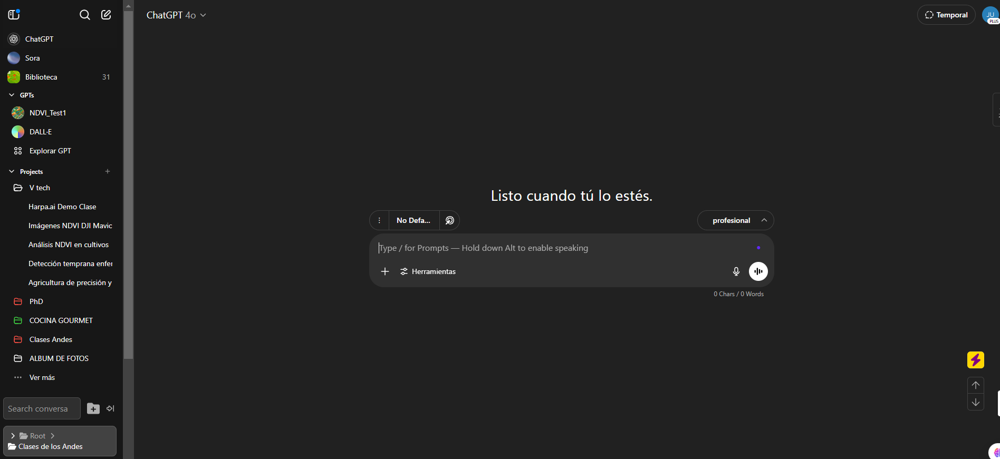 ChatGPT
Sora
Biblioteca 31
GPTs
NDVI_Test1
DALL·E
Explorar GPT
Projects +
V tech
Harpa.ai Demo Clase
Imágenes NDVI DJI Mavic
Análisis NDVI en cultivos
Detección temprana enfer
Agricultura de precisión y
PhD
COCINA GOURMET
Clases Andes
ALBUM DE FOTOS
Ver más
Search conversa
Root
Clases de los Andes
ChatGPT 4o
Temporal
JU
PLUS
Listo cuando tú lo estés.
No Defa...
profesional
Type / for Prompts — Hold down Alt to enable speaking
Herramientas
0 Chars / 0 Words